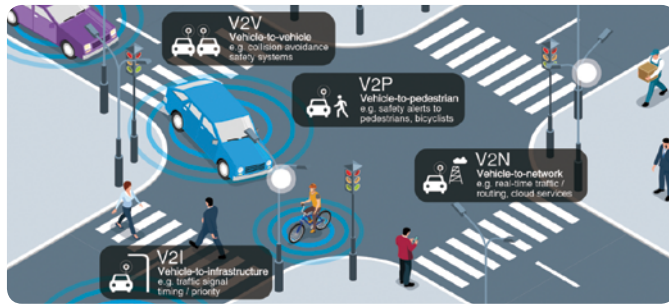 V2V
Vehicle-to-vehicle
e.g. collision avoidance
safety systems
V2P
Vehicle-to-pedestrian
e.g. safety alerts to
pedestrians, bicyclists
V2N
Vehicle-to-network
e.g. real-time traffic /
routing, cloud services
V2I
Vehicle-to-infrastructure
e.g. traffic signal
timing / priority